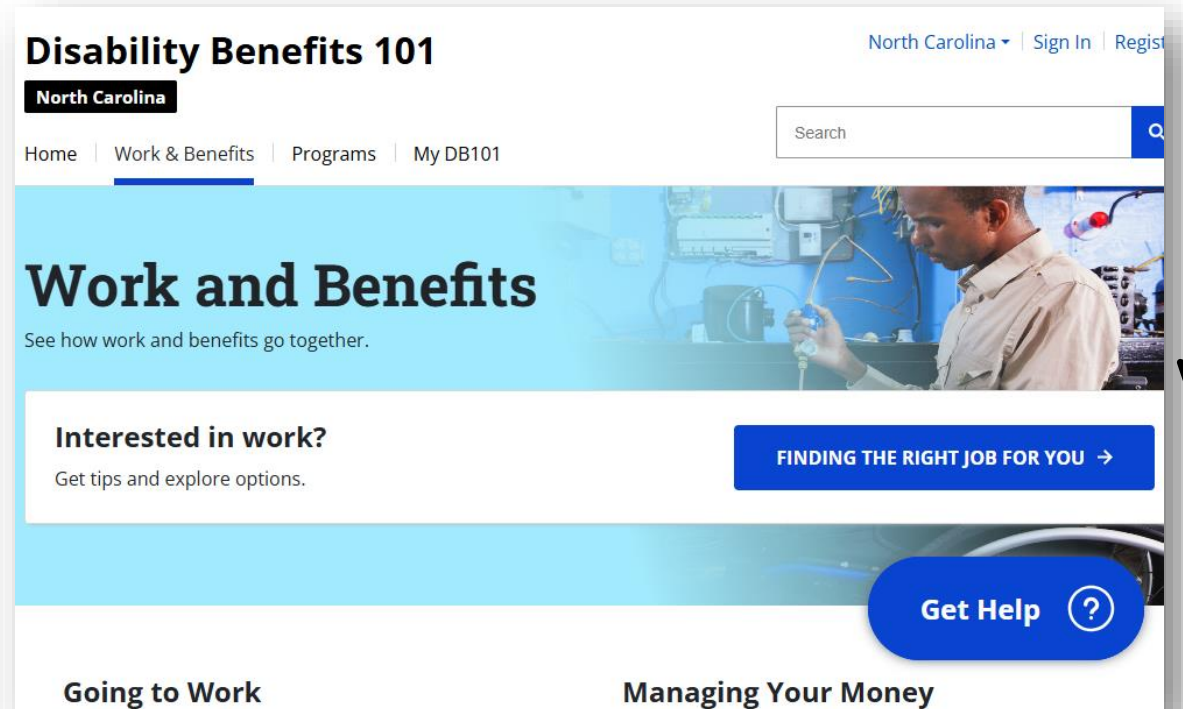 Disability Benefits 101
North Carolina
North Carolina Sign In Regist
Search
Home Work & Benefits Programs My DB101
Work and Benefits
See how work and benefits go together.
Interested in work?
Get tips and explore options.
FINDING THE RIGHT JOB FOR YOU →
Get Help ?
Going to Work
Managing Your Money